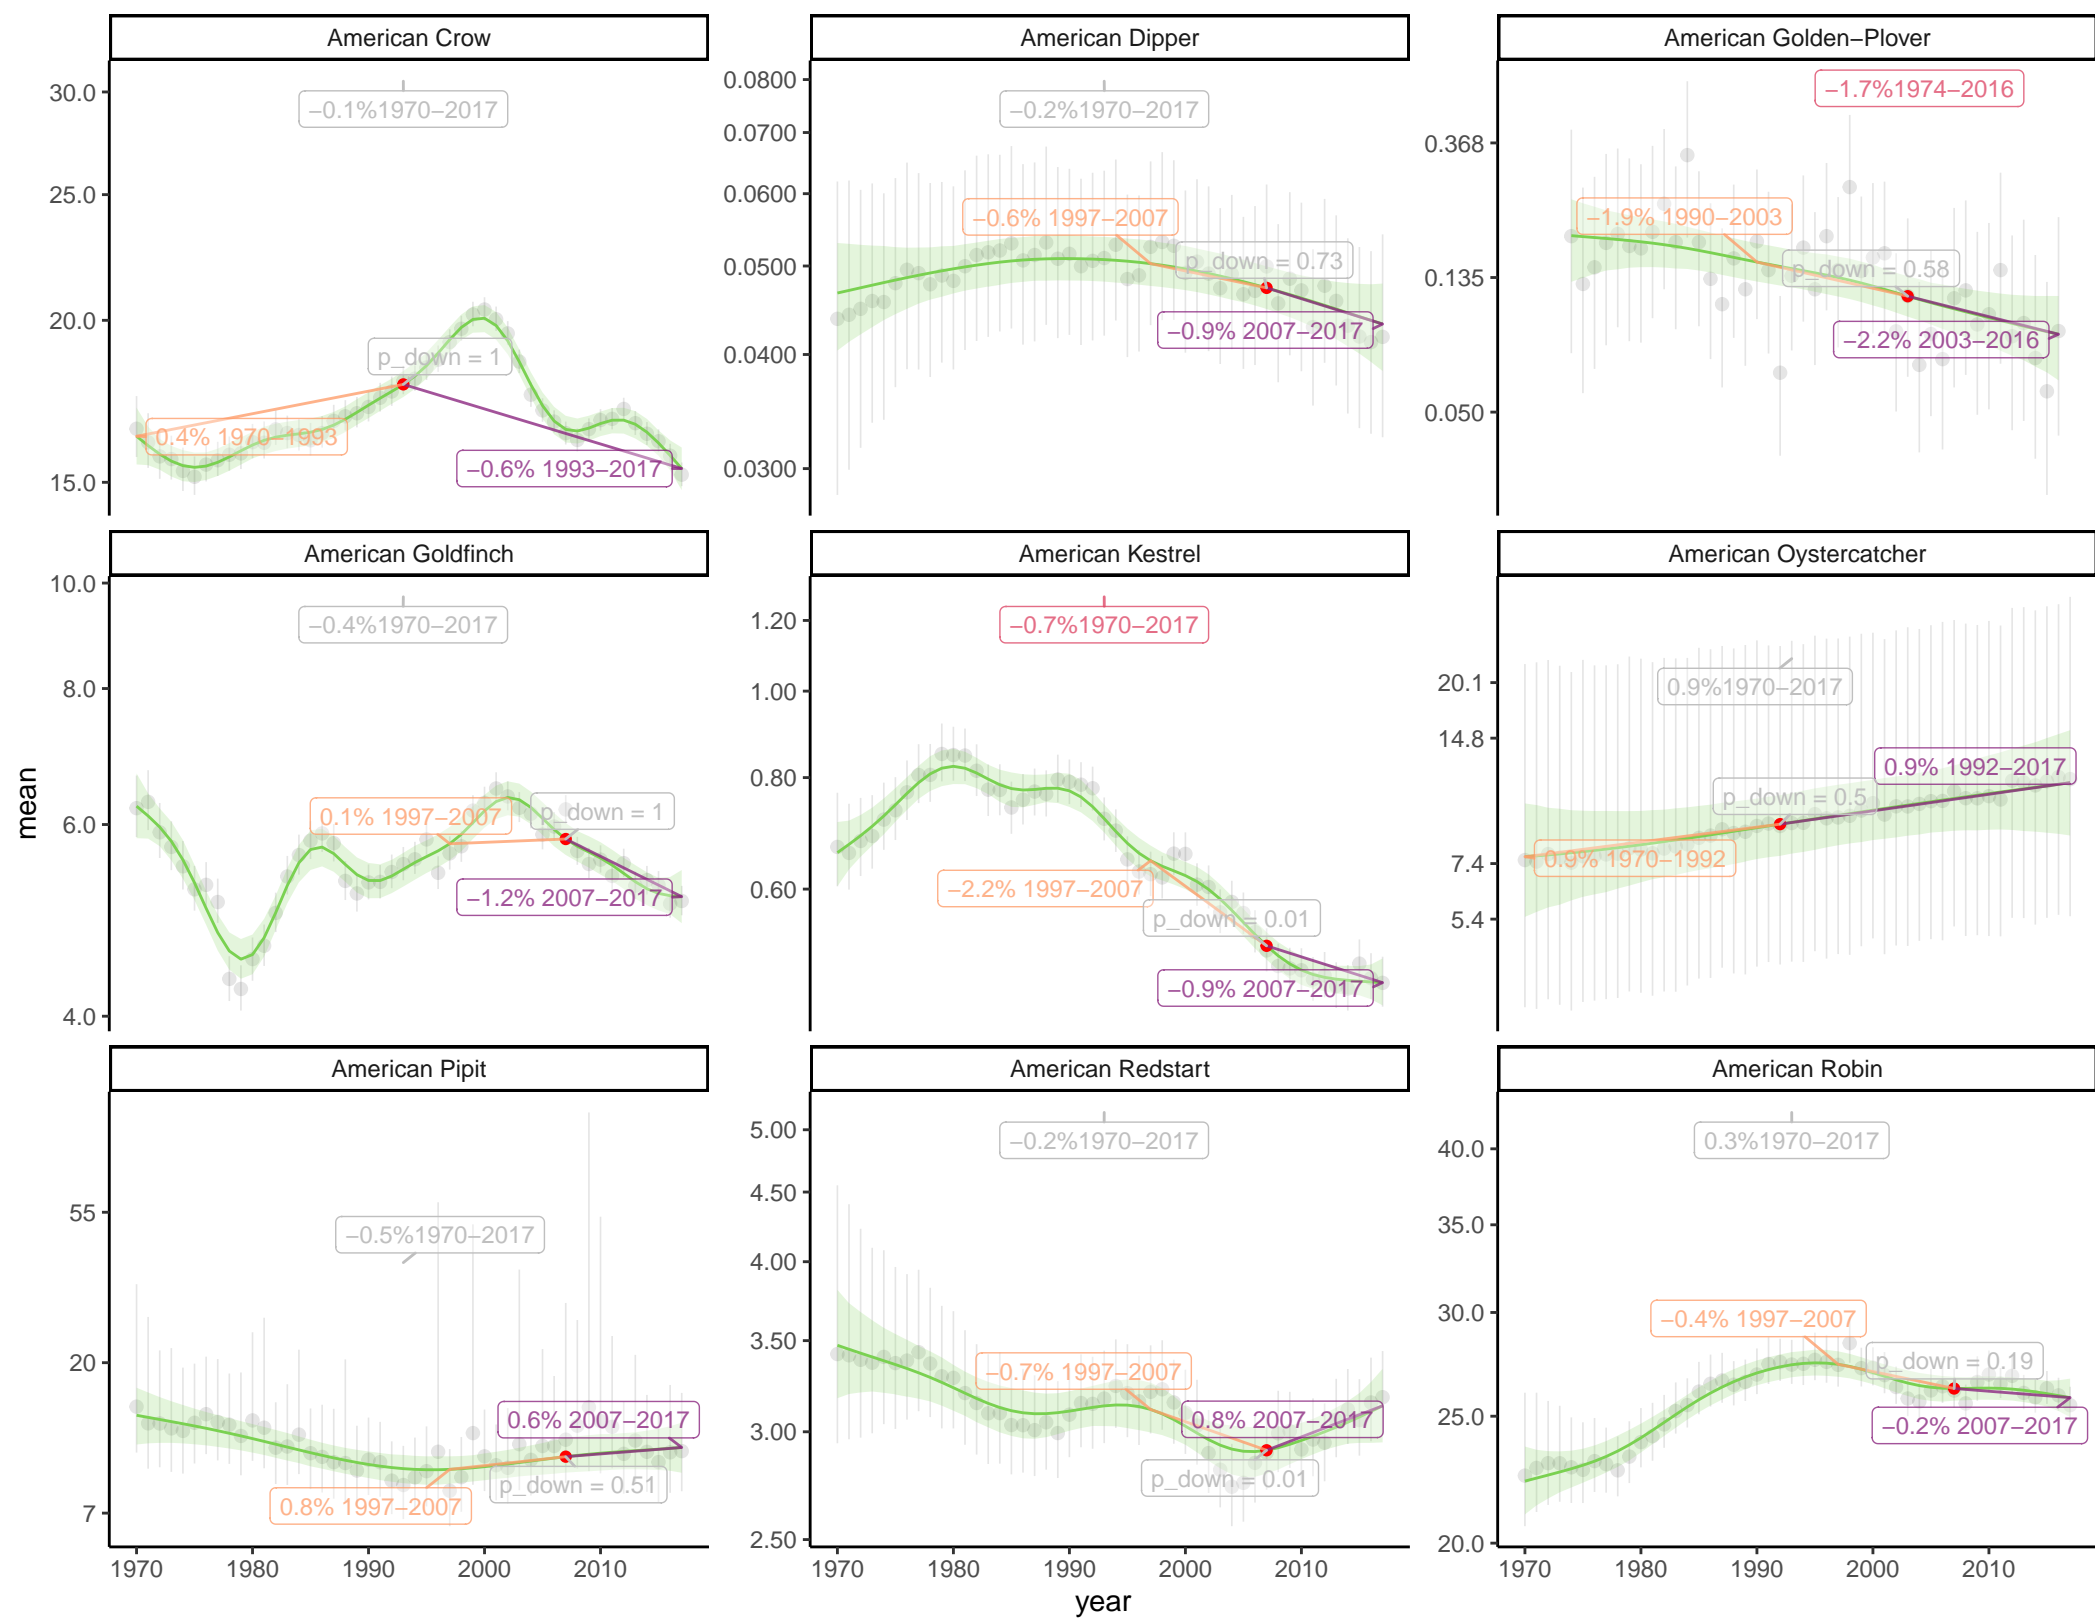 American Crow
American Dipper
American Golden−Plover
30.0
25.0
20.0
15.0
−0.1%1970−2017
p_down = 1
0.4% 1970−1993
−0.6% 1993−2017
0.0800
0.0700
0.0600
0.0500
0.0400
0.0300
−0.2%1970−2017
−0.6% 1997−2007
p_down = 0.73
−0.9% 2007−2017
0.368
0.135
0.050
−1.7%1974−2016
−1.9% 1990−2003
p_down = 0.58
−2.2% 2003−2016
American Goldfinch
American Kestrel
American Oystercatcher
10.0
8.0
6.0
4.0
−0.4%1970−2017
0.1% 1997−2007
p_down = 1
−1.2% 2007−2017
1.20
1.00
0.80
0.60
−0.7%1970−2017
−2.2% 1997−2007
p_down = 0.01
−0.9% 2007−2017
20.1
14.8
7.4
5.4
0.9%1970−2017
0.9% 1992−2017
p_down = 0.5
0.9% 1970−1992
American Pipit
American Redstart
American Robin
55
20
7
−0.5%1970−2017
0.6% 2007−2017
p_down = 0.51
0.8% 1997−2007
5.00
4.50
4.00
3.50
3.00
2.50
−0.2%1970−2017
−0.7% 1997−2007
0.8% 2007−2017
p_down = 0.01
40.0
35.0
30.0
25.0
20.0
0.3%1970−2017
−0.4% 1997−2007
p_down = 0.19
−0.2% 2007−2017
1970 1980 1990 2000 2010
1970 1980 1990 2000 2010
1970 1980 1990 2000 2010
mean
year